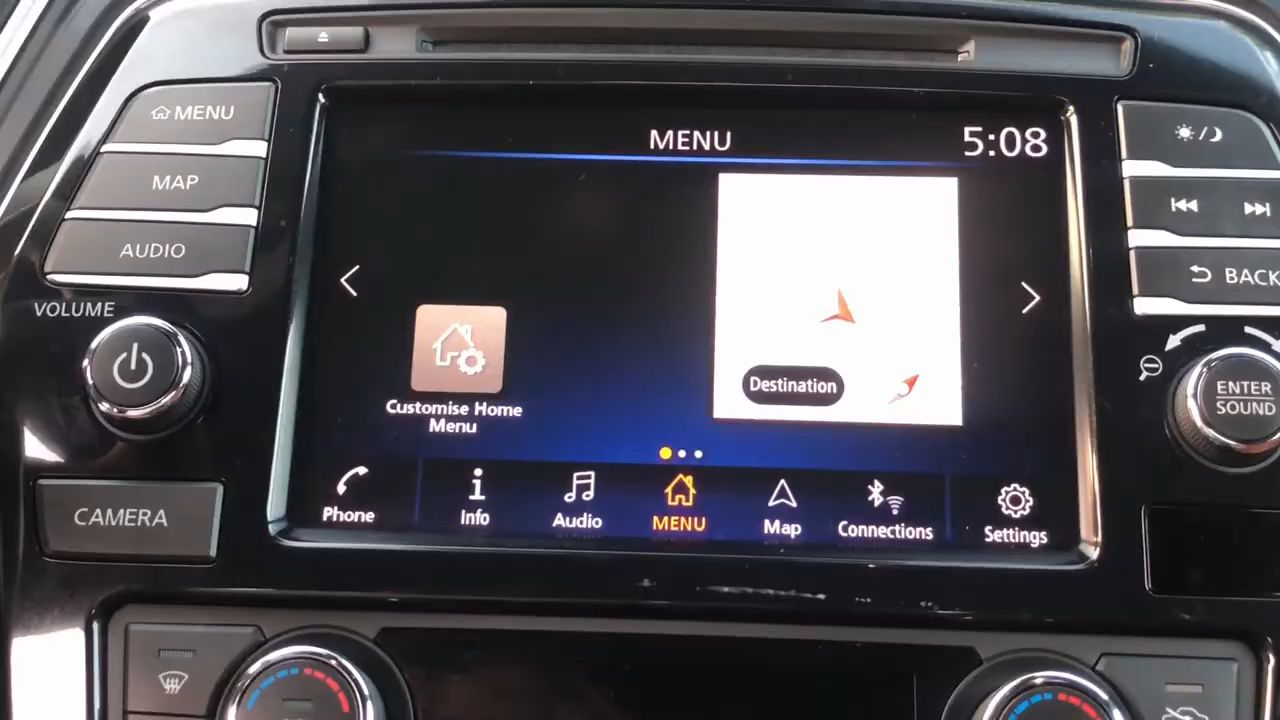 MENU
MAP
AUDIO
VOLUME
CAMERA
MENU
5:08
Customise Home
Menu
Destination
Phone
Info
Audio
MENU
Map
Connections
Settings
BACK
ENTER
SOUND